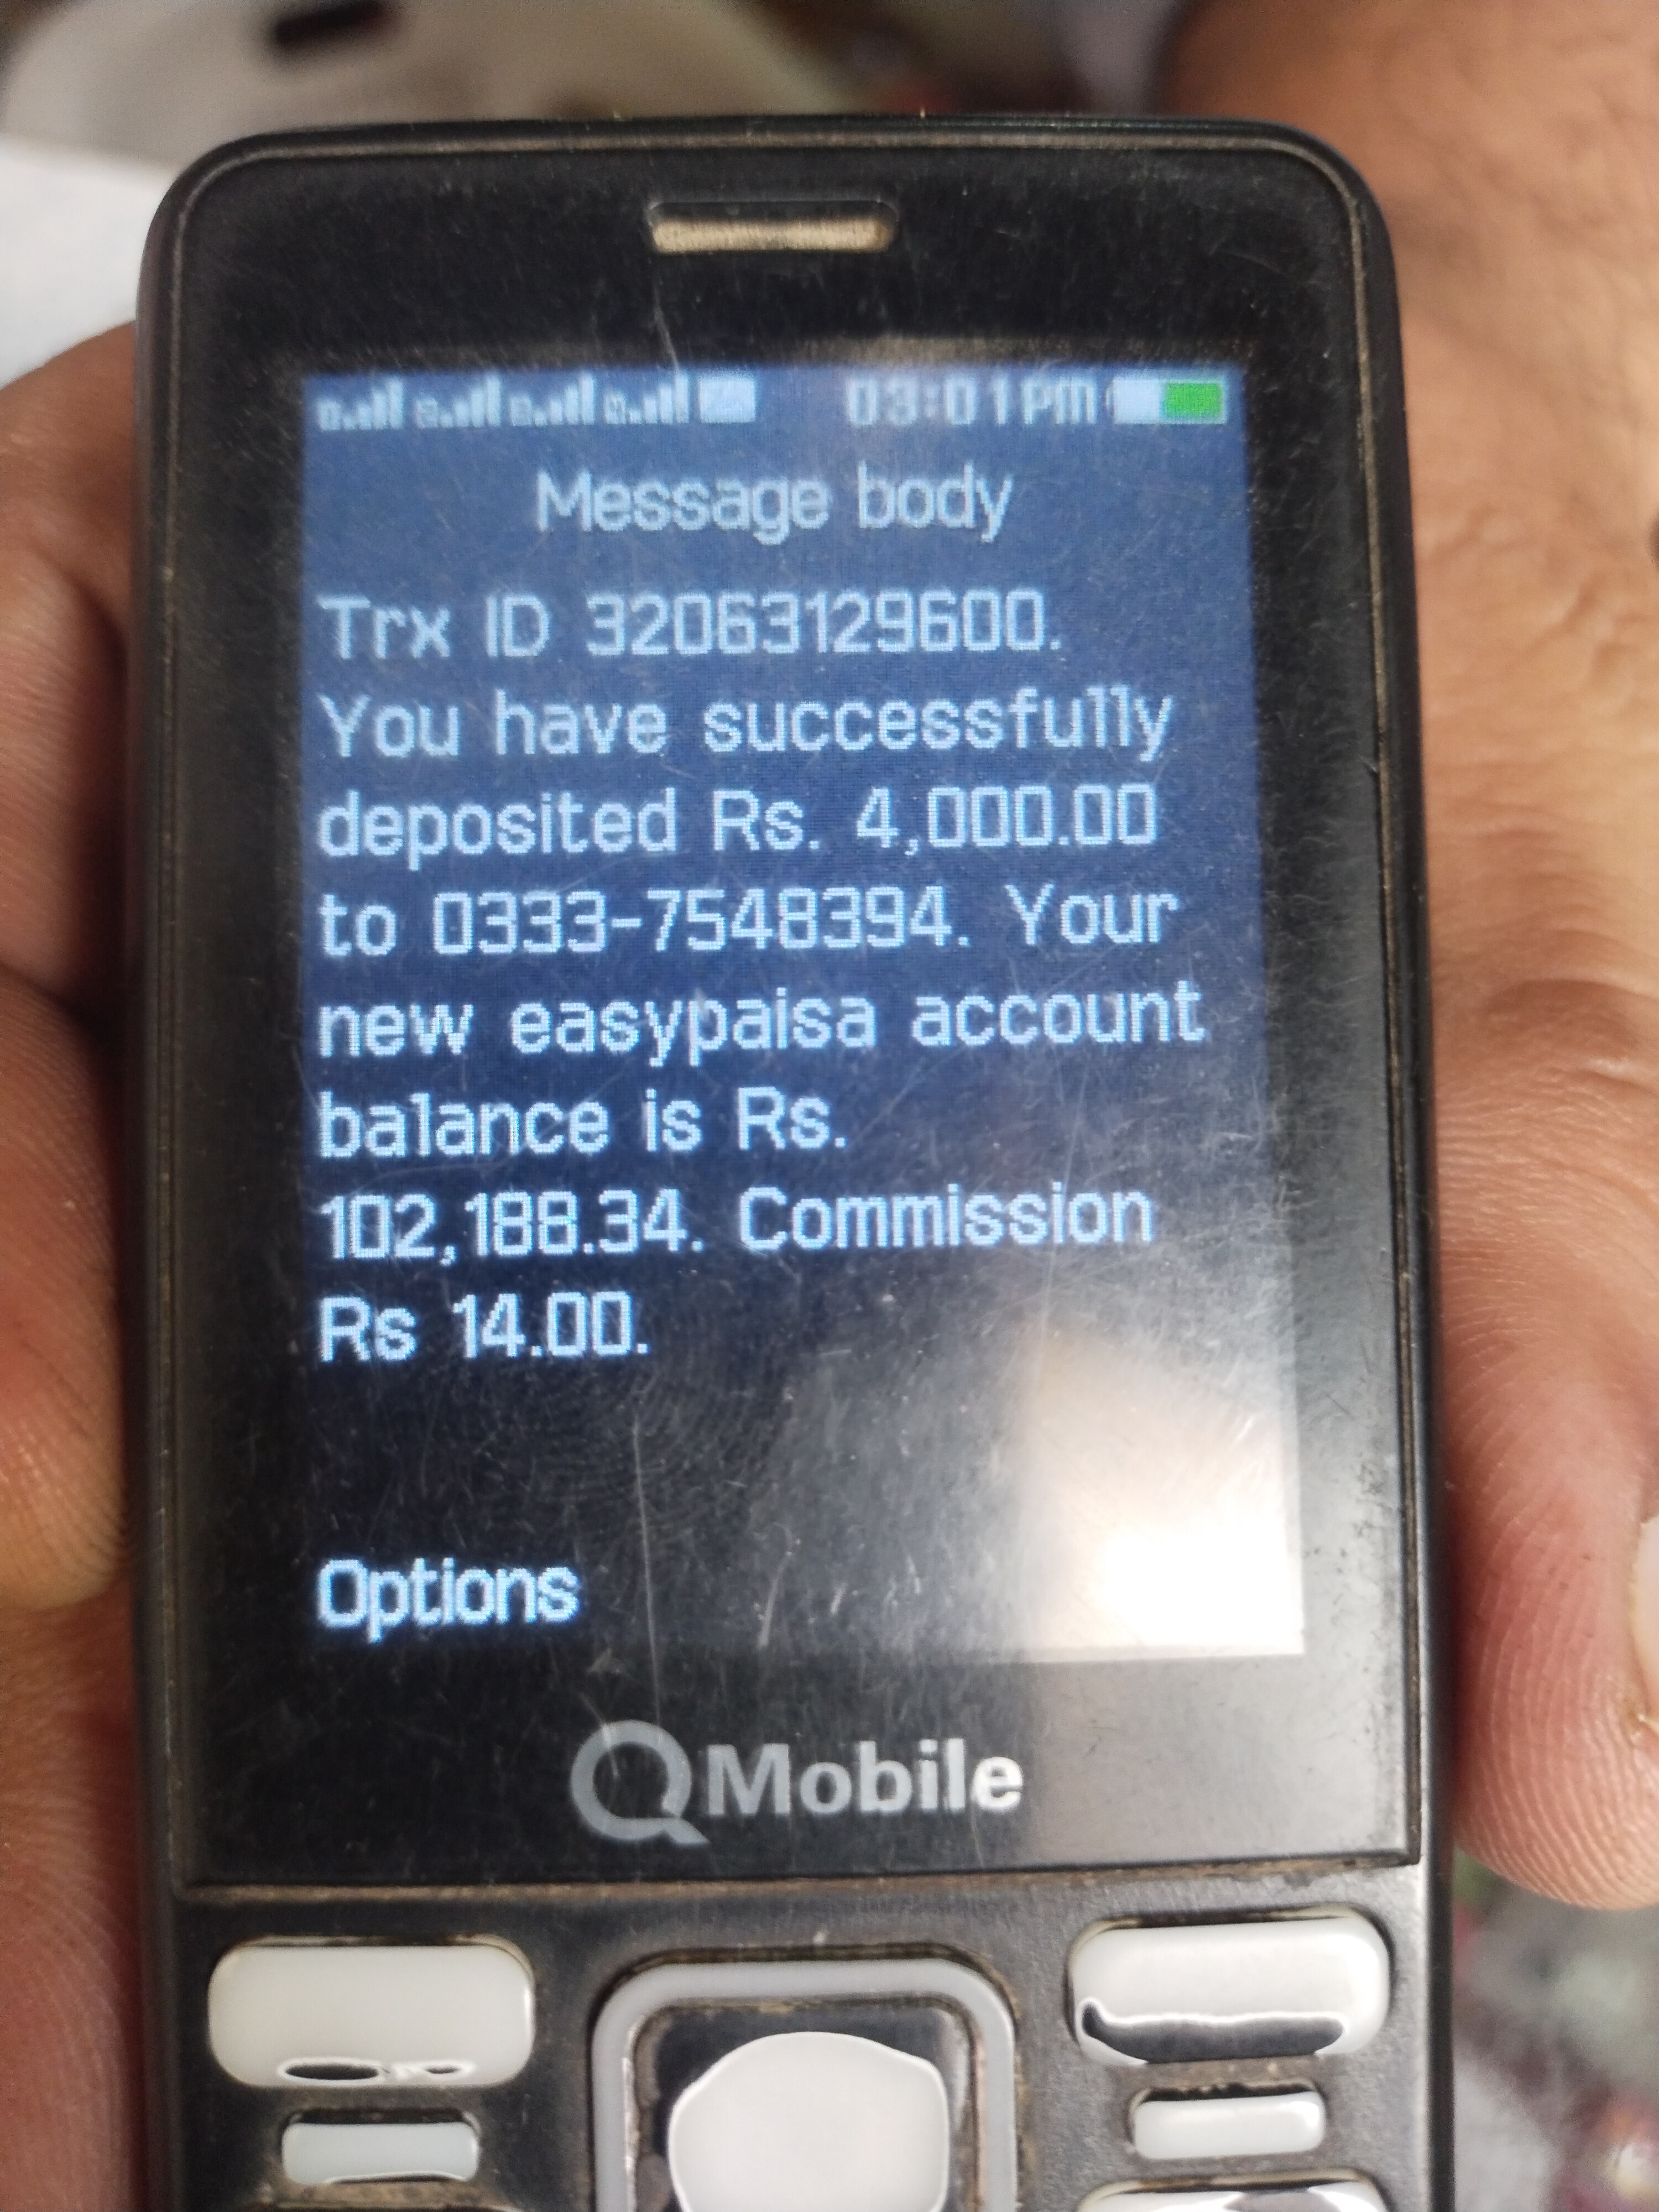 03:01PM
Message body
Trx ID 32063129600.
You have successfully
deposited Rs. 4,000.00
to 0333-7548394. Your
new easypaisa account
balance is Rs.
102,188.34. Commission
Rs 14.00.
Options
QMobile